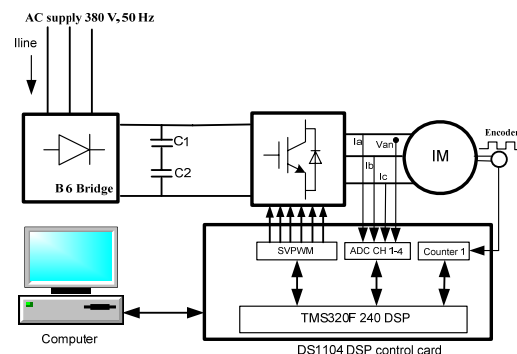 AC supply 380 V, 50 Hz
Iline
C1
C2
B 6 Bridge
Ia
Van
Ib
Ic
IM
Encoder
SVPWM
ADC CH 1-4
Counter 1
TMS320F 240 DSP
Computer
DS1104 DSP control card